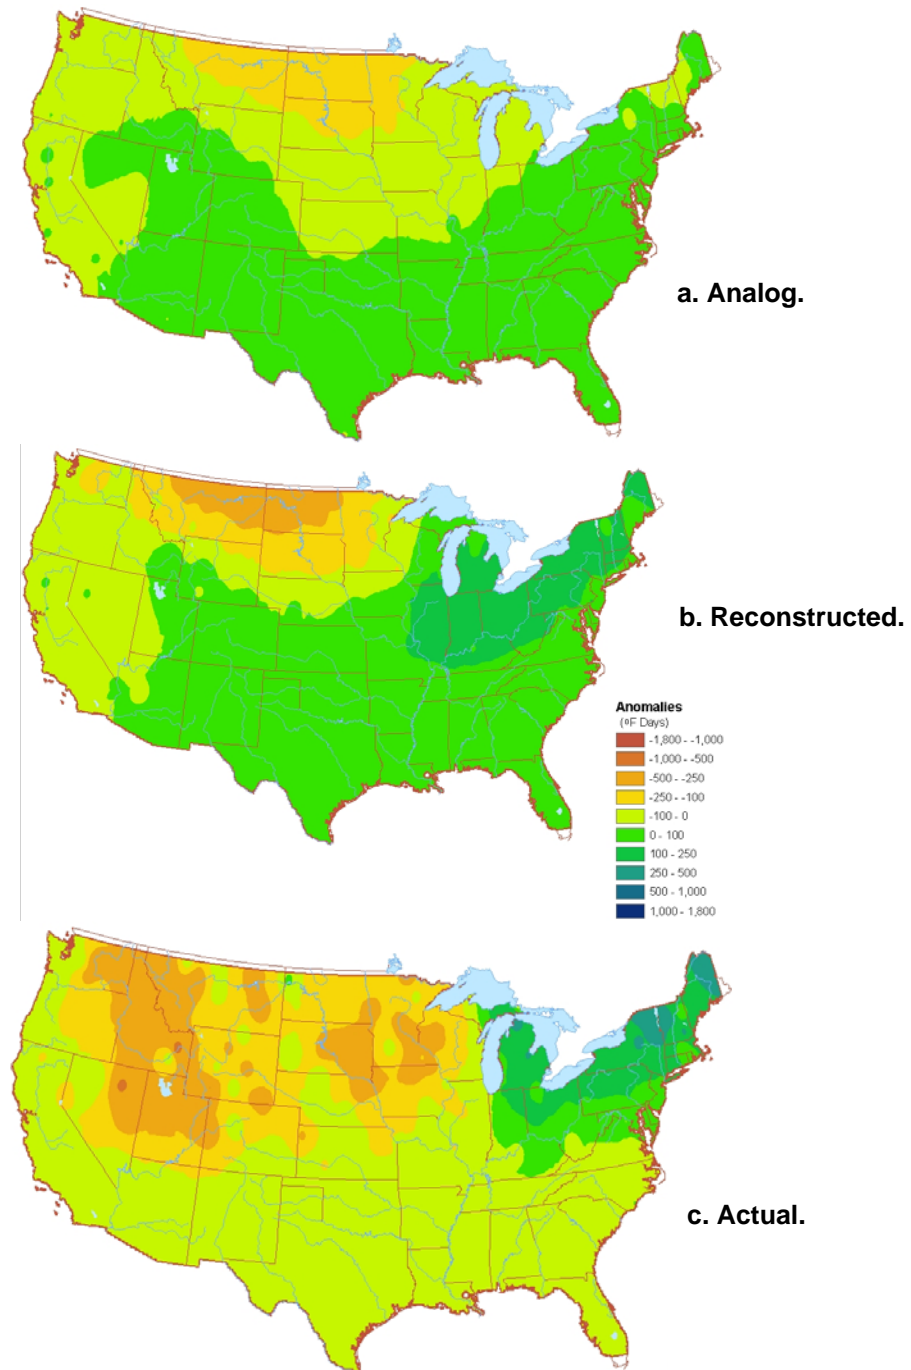 a. Analog.
b. Reconstructed.
Anomalies
(ºF Days)
-1,800 - -1,000
-1,000 - -500
-500 - -250
-250 - -100
-100 - 0
0 - 100
100 - 250
250 - 500
500 - 1,000
1,000 - 1,800
c. Actual.